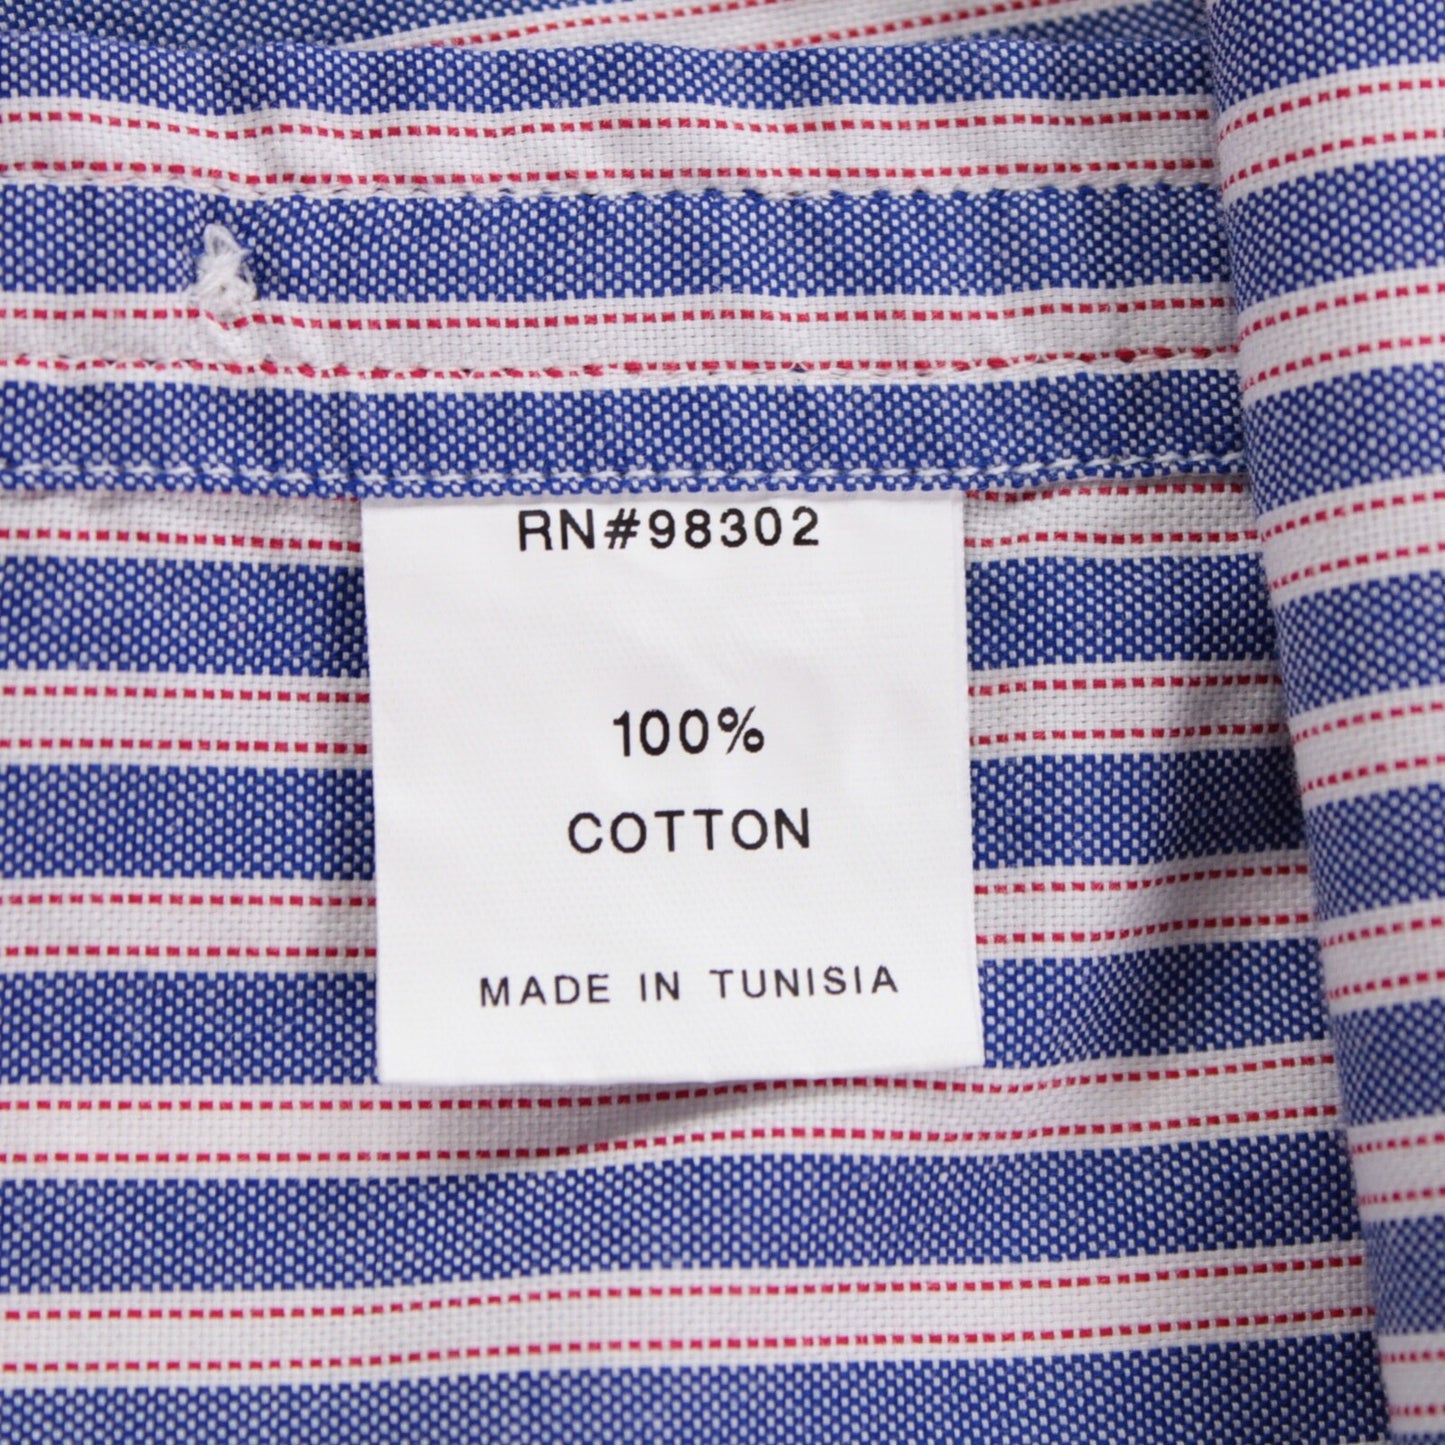 RN#98302
100%
COTTON
MADE IN TUNISIA